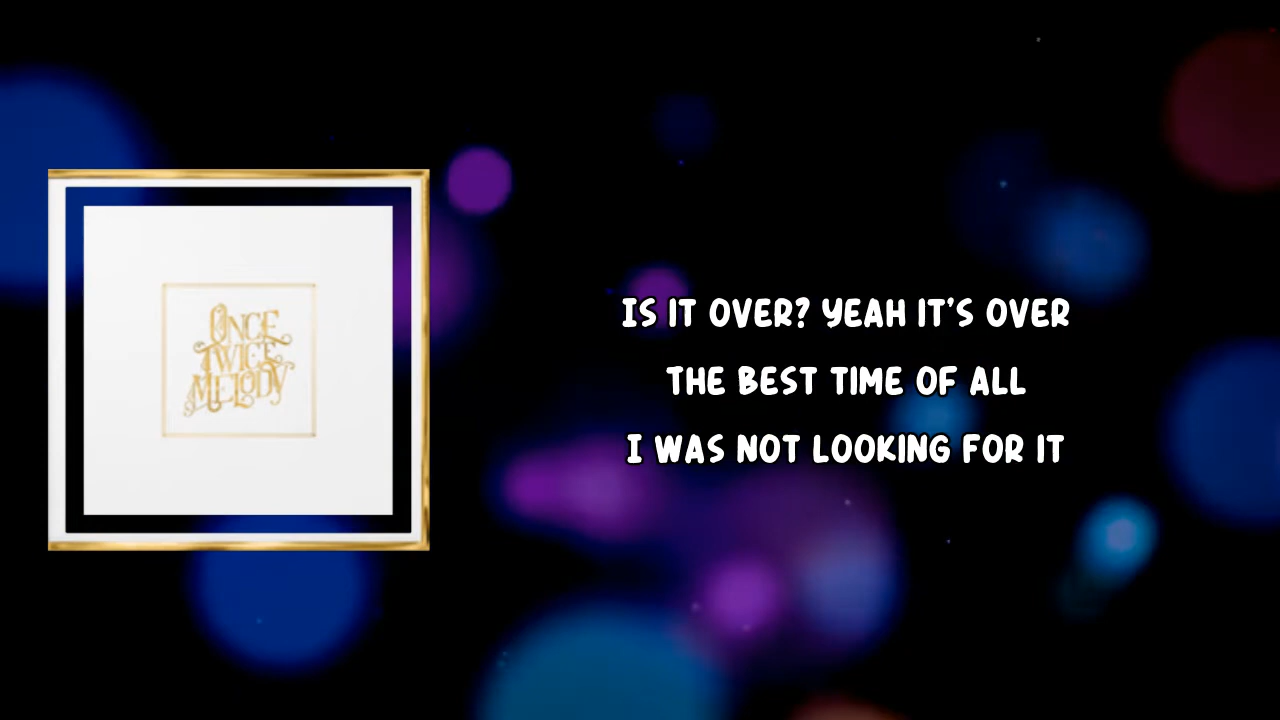 ONCE
TWICE
MELODY
IS IT OVER? YEAH IT'S OVER
THE BEST TIME OF ALL
I WAS NOT LOOKING FOR IT